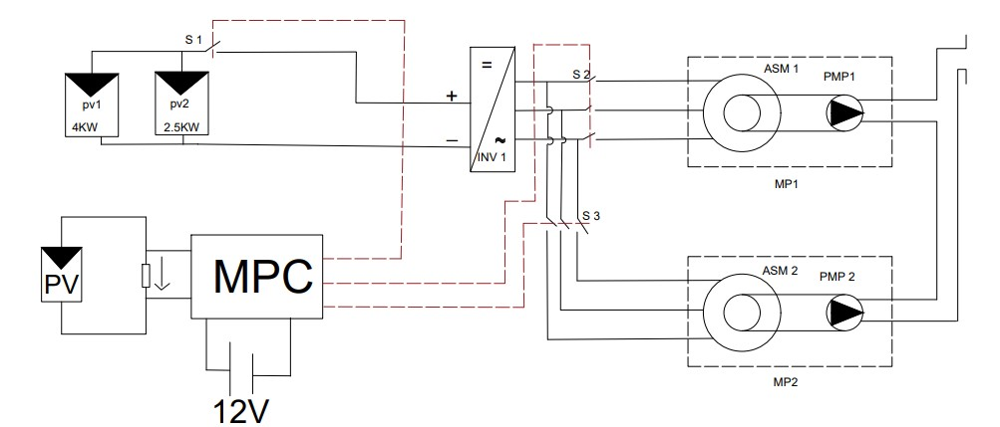 S 1
pv1
4KW
pv2
2.5KW
+
−
=
~
INV 1
S 2
S 3
ASM 1
PMP1
MP1
PV
MPC
12V
ASM 2
PMP 2
MP2